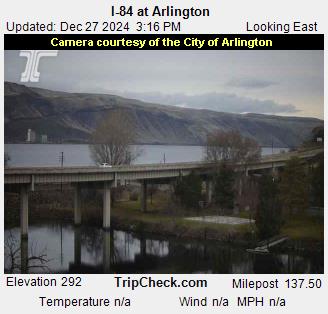 I-84 at Arlington
Updated: Dec 27 2024 3:16 PM Looking East
Camera courtesy of the City of Arlington
Elevation 292 TripCheck.com Milepost 137.50
Temperature n/a Wind n/a MPH n/a